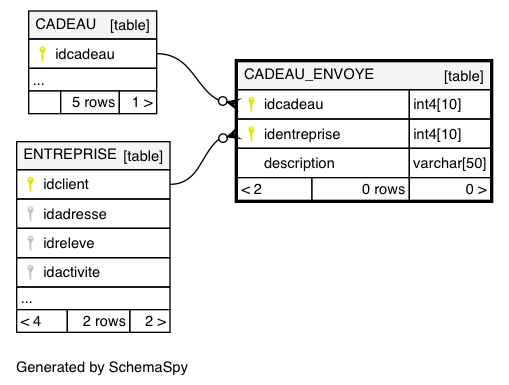 CADEAU [table]
idcadeau
...
5 rows 1 >
CADEAU_ENVOYE [table]
idcadeau int4[10]
identreprise int4[10]
description varchar[50]
< 2 0 rows 0 >
ENTREPRISE [table]
idclient
idadresse
idreleve
idactivite
...
< 4 2 rows 2 >
Generated by SchemaSpy